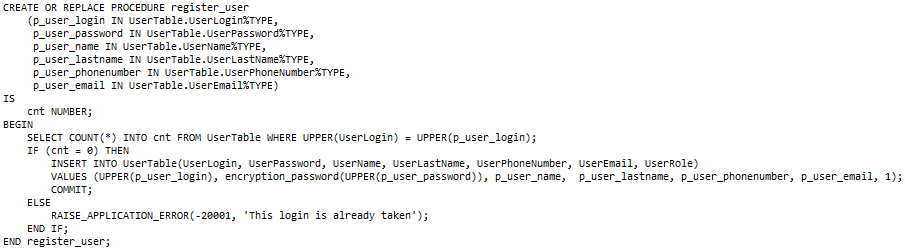 CREATE OR REPLACE PROCEDURE register_user
    (p_user_login IN UserTable.UserLogin%TYPE,
     p_user_password IN UserTable.UserPassword%TYPE,
     p_user_name IN UserTable.UserName%TYPE,
     p_user_lastname IN UserTable.UserLastName%TYPE,
     p_user_phonenumber IN UserTable.UserPhoneNumber%TYPE,
     p_user_email IN UserTable.UserEmail%TYPE)
IS
    cnt NUMBER;
BEGIN
    SELECT COUNT(*) INTO cnt FROM UserTable WHERE UPPER(UserLogin) = UPPER(p_user_login);
    IF (cnt = 0) THEN
        INSERT INTO UserTable(UserLogin, UserPassword, UserName, UserLastName, UserPhoneNumber, UserEmail, UserRole)
        VALUES (UPPER(p_user_login), encryption_password(UPPER(p_user_password)), p_user_name,  p_user_lastname, p_user_phonenumber, p_user_email, 1);
        COMMIT;
    ELSE
        RAISE_APPLICATION_ERROR(-20001, 'This login is already taken');
    END IF;
END register_user;